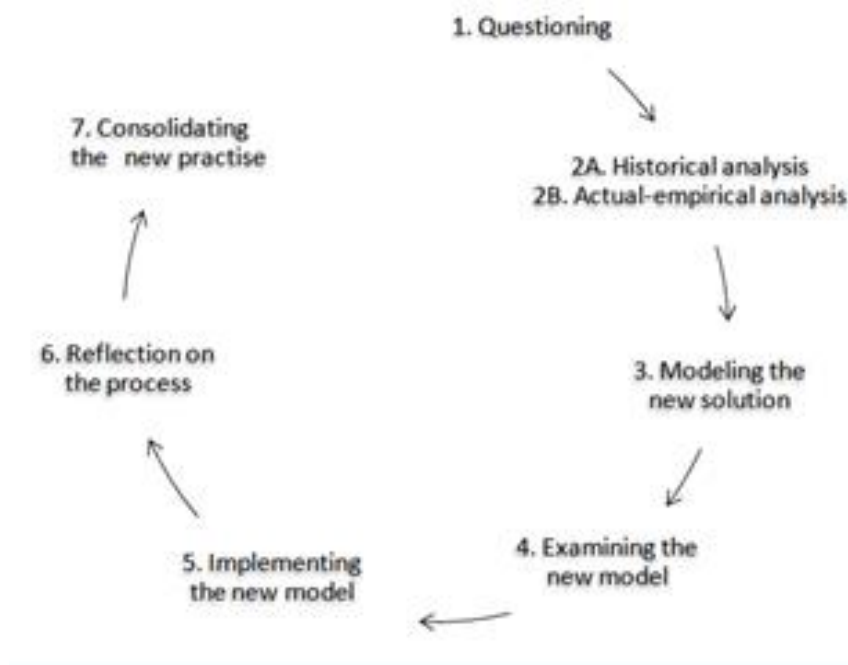 1. Questioning
2A. Historical analysis
2B. Actual-empirical analysis
3. Modeling the
new solution
4. Examining the
new model
5. Implementing
the new model
6. Reflection on
the process
7. Consolidating
the new practise